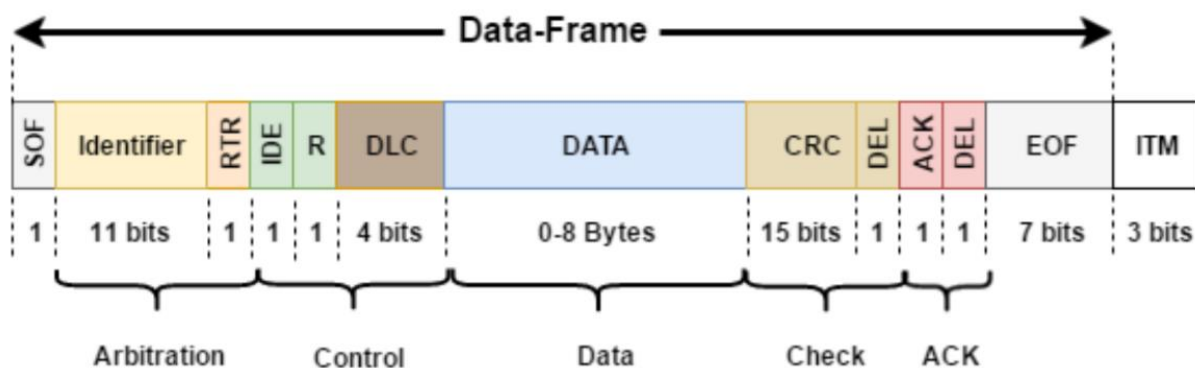 Data-Frame
SOF Identifier RTR IDE R DLC DATA CRC DEL ACK DEL EOF ITM
1 11 bits 1 1 1 4 bits 0-8 Bytes 15 bits 1 1 1 7 bits 3 bits
Arbitration Control Data Check ACK